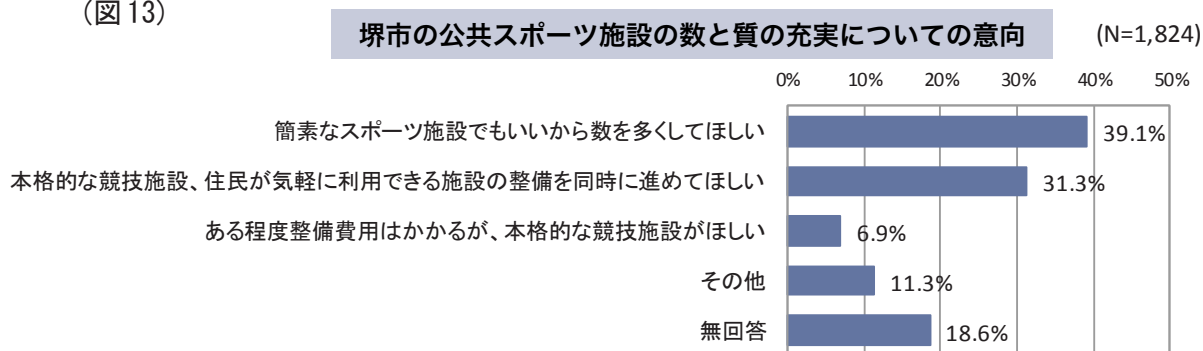 （図13）
堺市の公共スポーツ施設の数と質の充実についての意向 (N=1,824)
0% 10% 20% 30% 40% 50%
簡素なスポーツ施設でもいいから数を多くしてほしい 39.1%
本格的な競技施設、住民が気軽に利用できる施設の整備を同時に進めてほしい 31.3%
ある程度整備費用はかかるが、本格的な競技施設がほしい 6.9%
その他 11.3%
無回答 18.6%